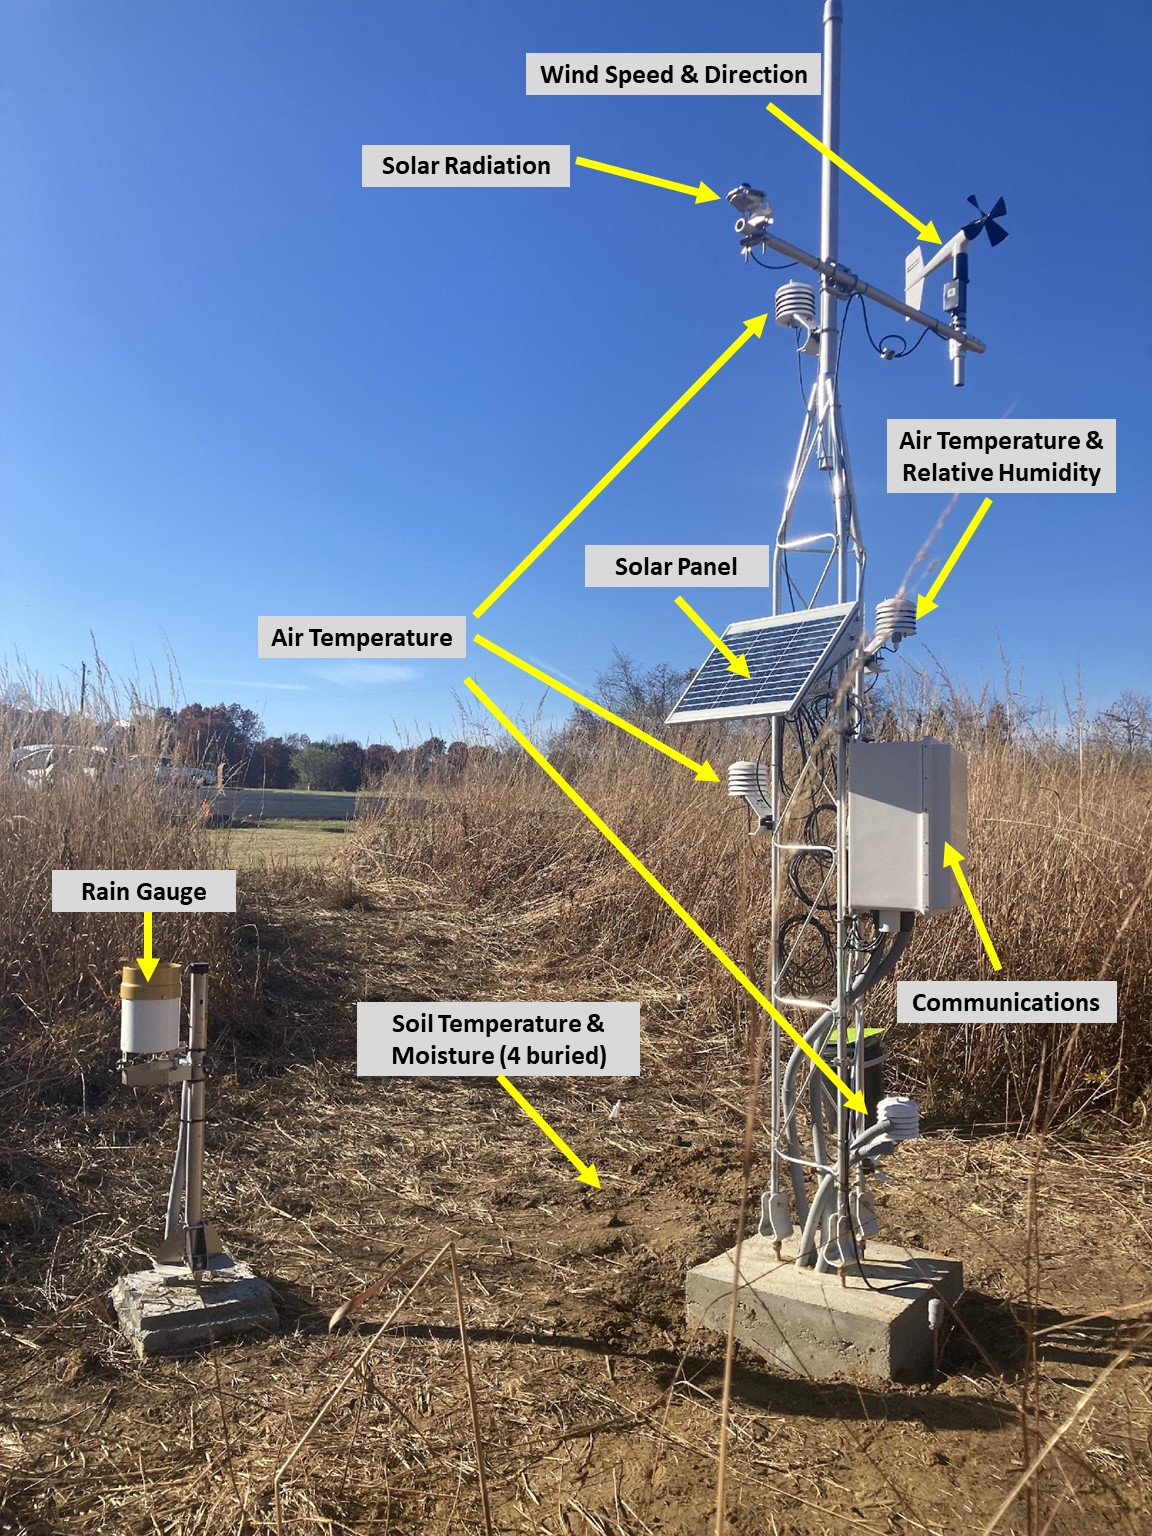 Wind Speed & Direction
Solar Radiation
Air Temperature &
Relative Humidity
Solar Panel
Air Temperature
Rain Gauge
Communications
Soil Temperature &
Moisture (4 buried)